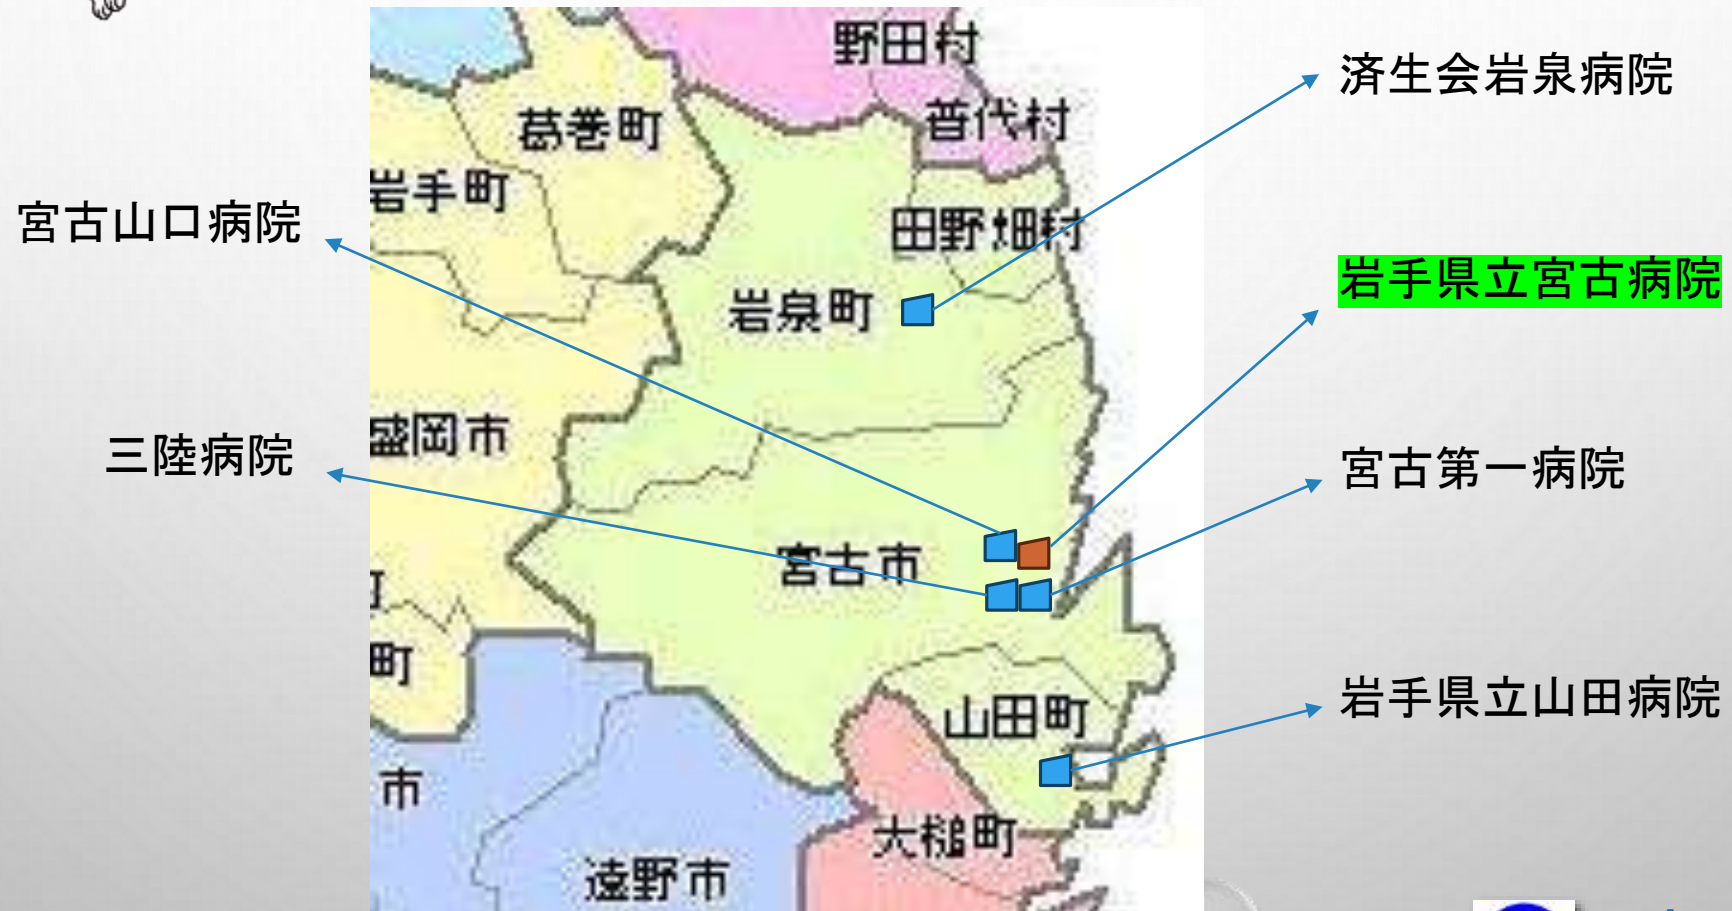 野田村
済生会岩泉病院
普代村
葛巻町
岩手町
宮古山口病院
田野畑村
岩手県立宮古病院
岩泉町
盛岡市
三陸病院
宮古第一病院
宮古市
町
町
岩手県立山田病院
山田町
市
大槌町
遠野市